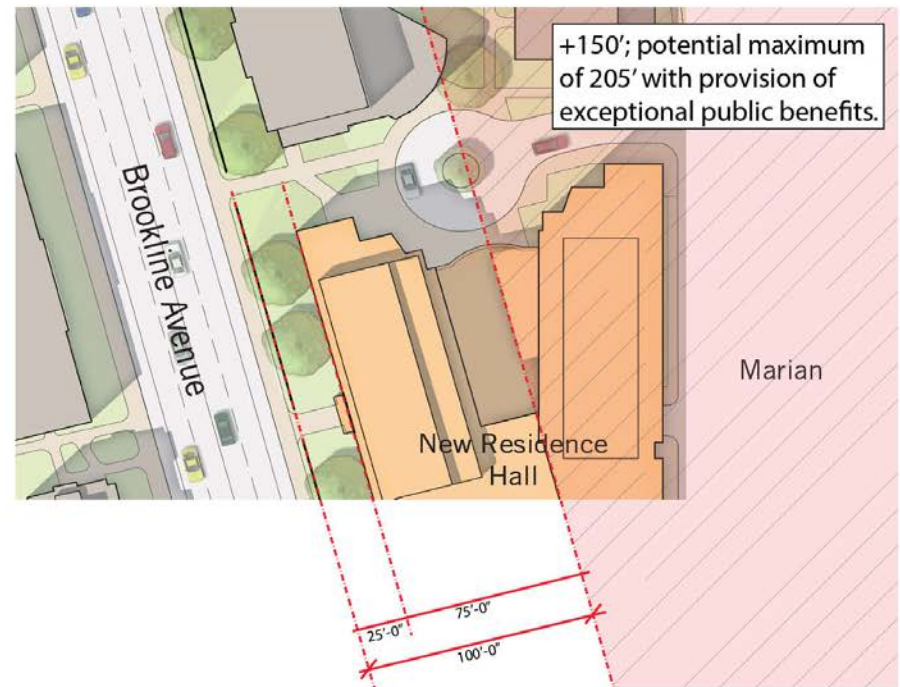 +150’; potential maximum
of 205’ with provision of
exceptional public benefits.
Brookline Avenue
Marian
New Residence
Hall
75’-0”
25’-0”
100’-0”